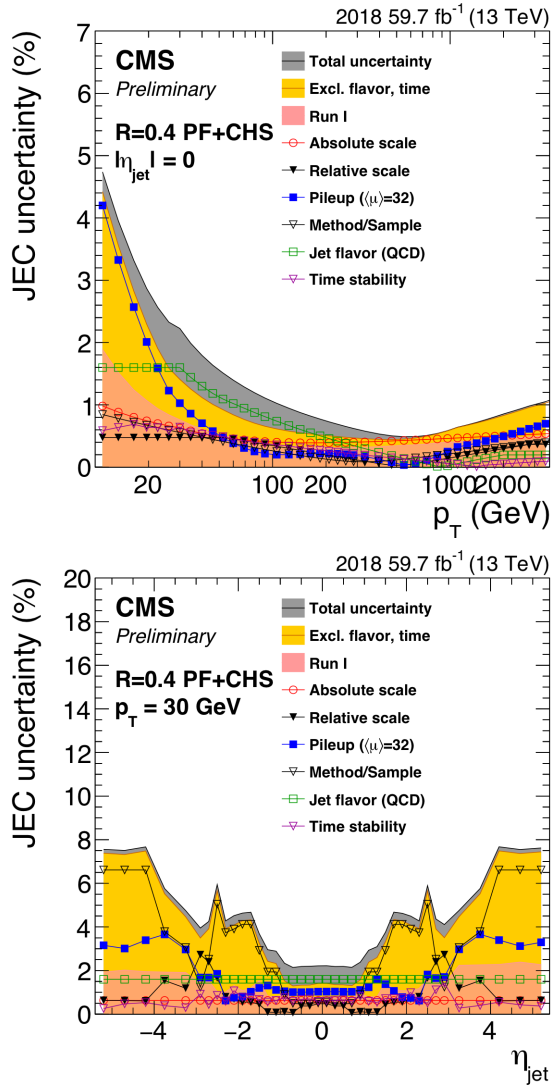 2018 59.7 fb⁻¹ (13 TeV)
JEC uncertainty (%)
7
6
5
4
3
2
1
0
CMS
Preliminary
R=0.4 PF+CHS
|η_jet| = 0
Total uncertainty
Excl. flavor, time
Run I
Absolute scale
Relative scale
Pileup (⟨μ⟩=32)
Method/Sample
Jet flavor (QCD)
Time stability
20 100 200 1000 2000
p_T (GeV)
2018 59.7 fb⁻¹ (13 TeV)
JEC uncertainty (%)
20
18
16
14
12
10
8
6
4
2
0
CMS
Preliminary
R=0.4 PF+CHS
p_T = 30 GeV
Total uncertainty
Excl. flavor, time
Run I
Absolute scale
Relative scale
Pileup (⟨μ⟩=32)
Method/Sample
Jet flavor (QCD)
Time stability
−4 −2 0 2 4
η_jet